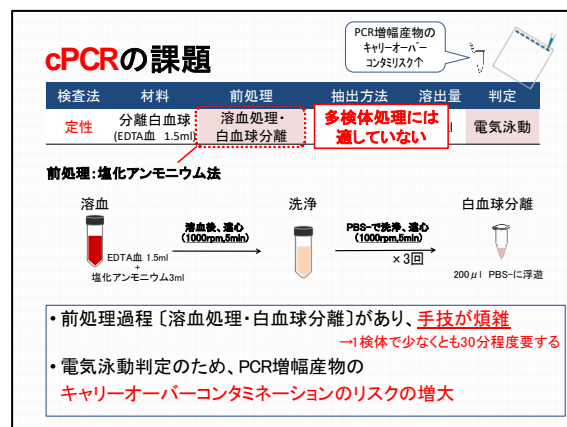 PCR増幅産物の
キャリーオーバー
コンタミリスク↑
cPCRの課題
検査法 材料 前処理 抽出方法 溶出量 判定
定性 分離白血球 (EDTA血 1.5ml) 溶血処理・白血球分離 電気泳動
多検体処理には
適していない
前処理:塩化アンモニウム法
溶血 洗浄 白血球分離
溶血後、遠心
(1000rpm,5min)
PBS-で洗浄、遠心
(1000rpm,5min)
×3回
EDTA血 1.5ml
+
塩化アンモニウム3ml
200μl PBS-に浮遊
・前処理過程〔溶血処理・白血球分離〕があり、手技が煩雑
→1検体で少なくとも30分程度要する
・電気泳動判定のため、PCR増幅産物の
キャリーオーバーコンタミネーションのリスクの増大